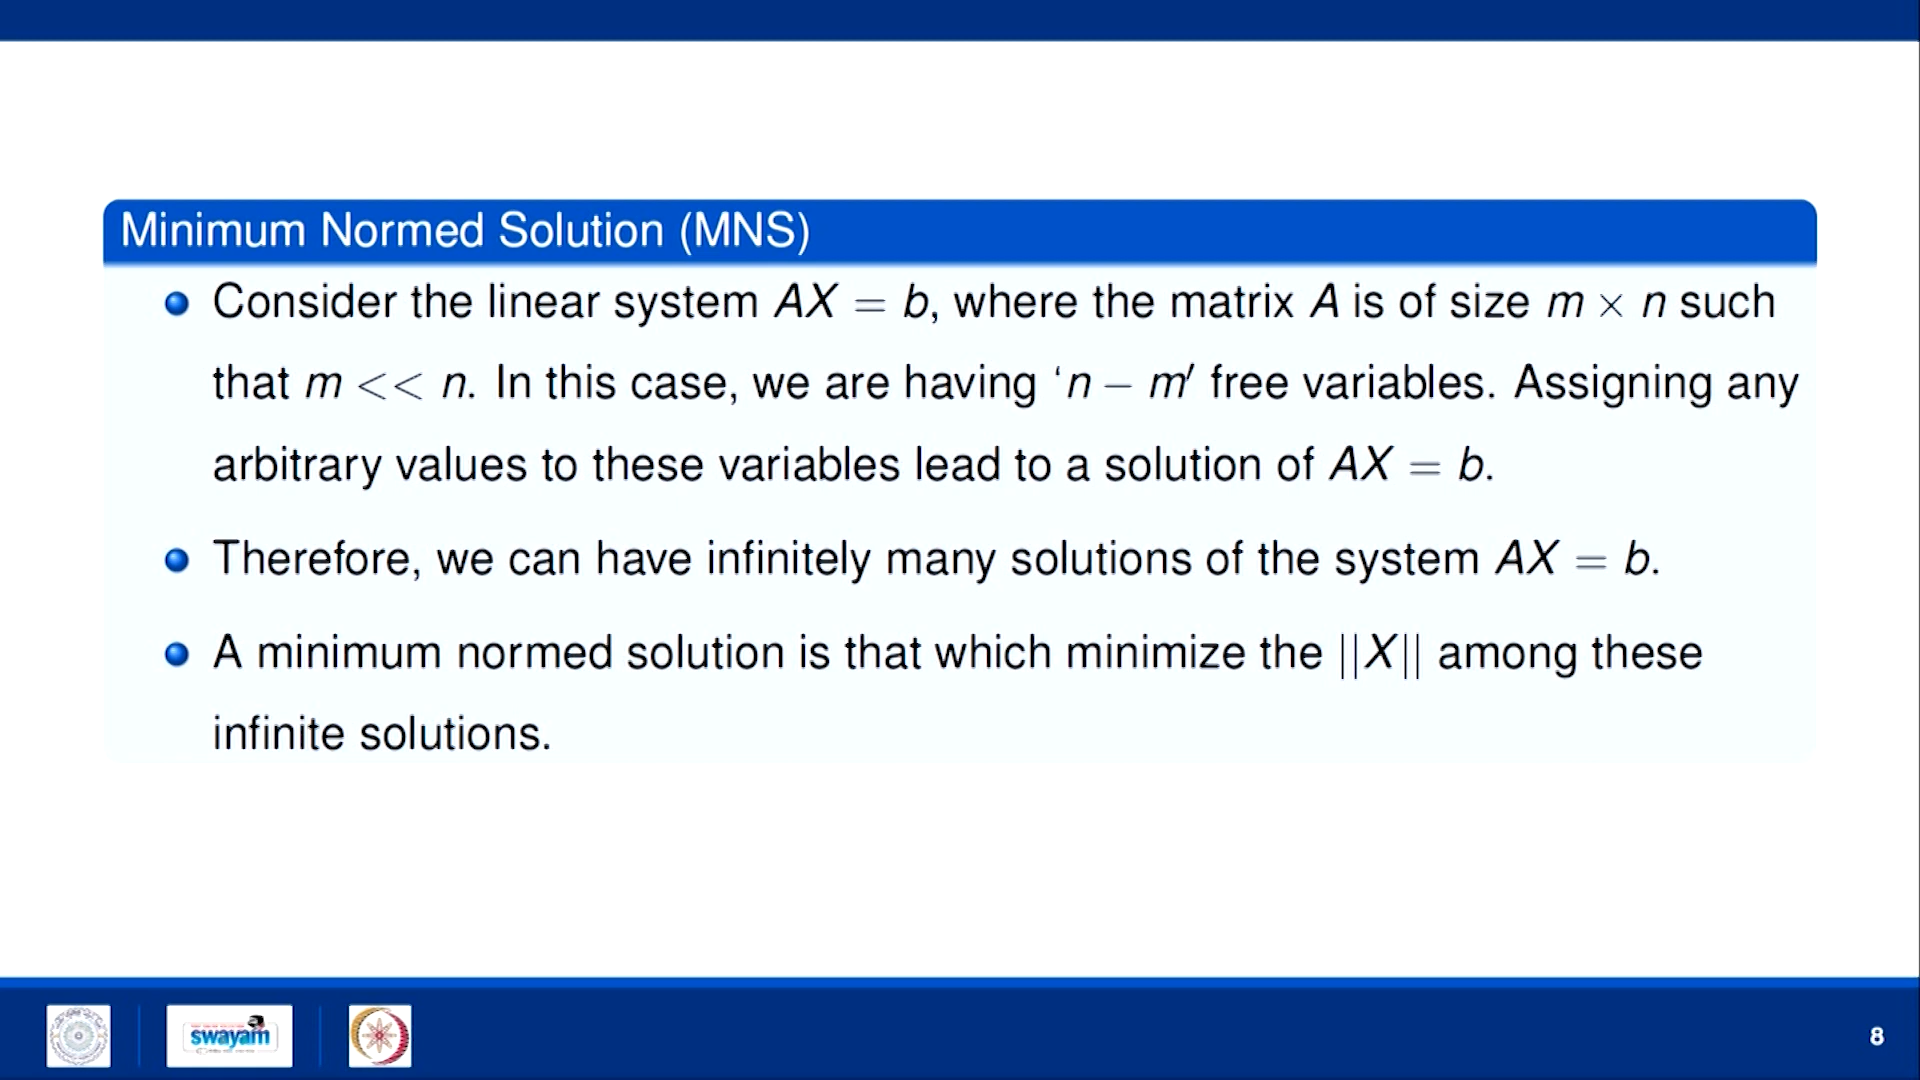 Minimum Normed Solution (MNS)
Consider the linear system AX = b, where the matrix A is of size m × n such
that m << n. In this case, we are having ‘n − m′ free variables. Assigning any
arbitrary values to these variables lead to a solution of AX = b.
Therefore, we can have infinitely many solutions of the system AX = b.
A minimum normed solution is that which minimize the ||X|| among these
infinite solutions.
swayam
8